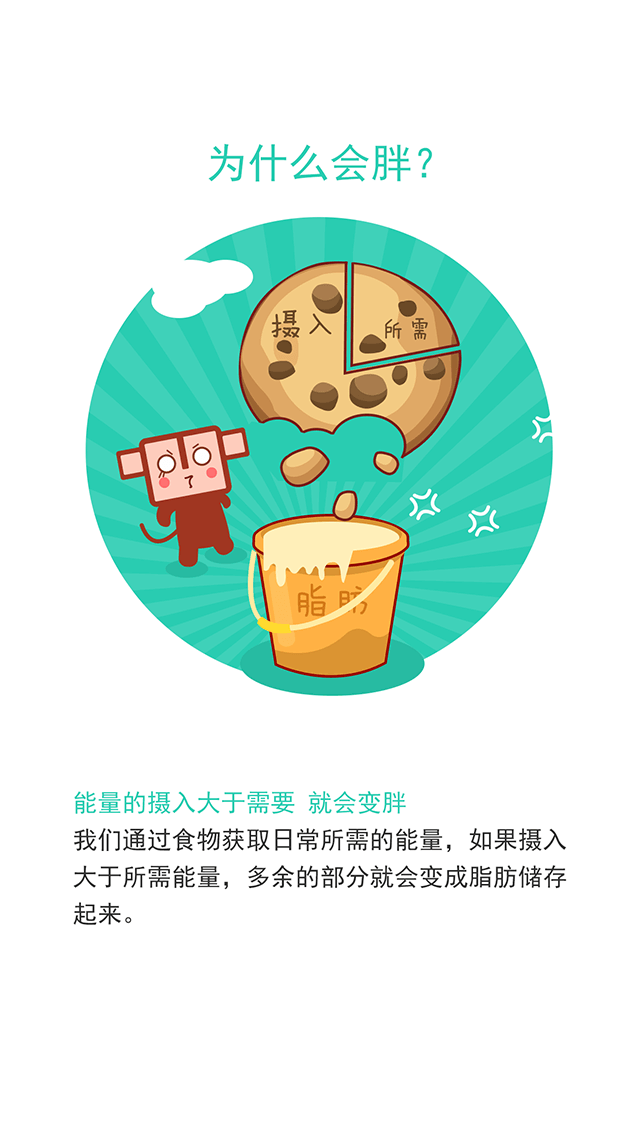 为什么会胖？
摄入
所需
脂肪
能量的摄入大于需要 就会变胖
我们通过食物获取日常所需的能量，如果摄入
大于所需能量，多余的部分就会变成脂肪储存
起来。